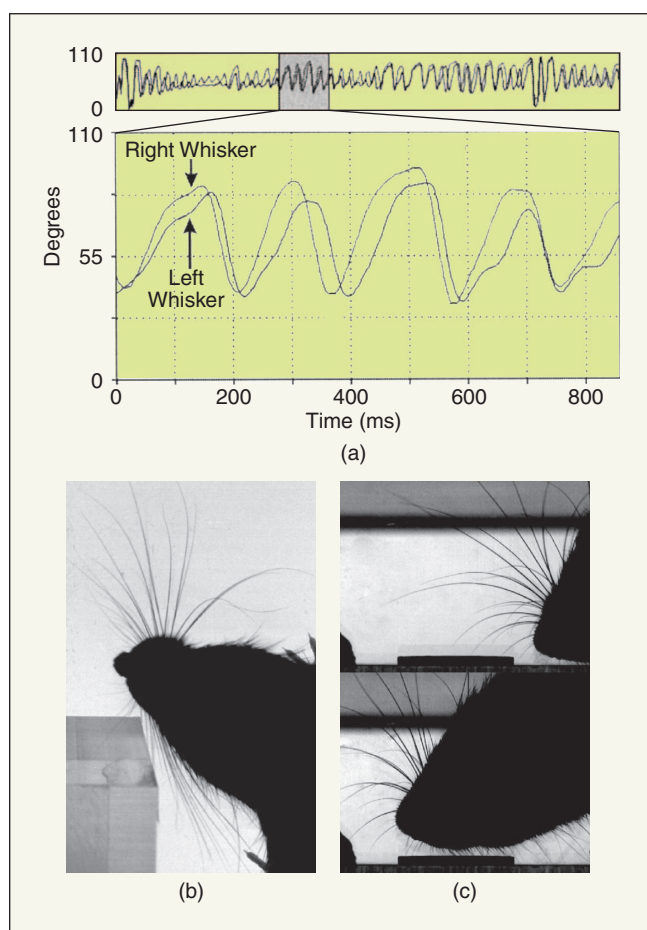 110
0
110
Right Whisker
Degrees
55
Left
Whisker
0
0 200 400 600 800
Time (ms)
(a)
(b)
(c)